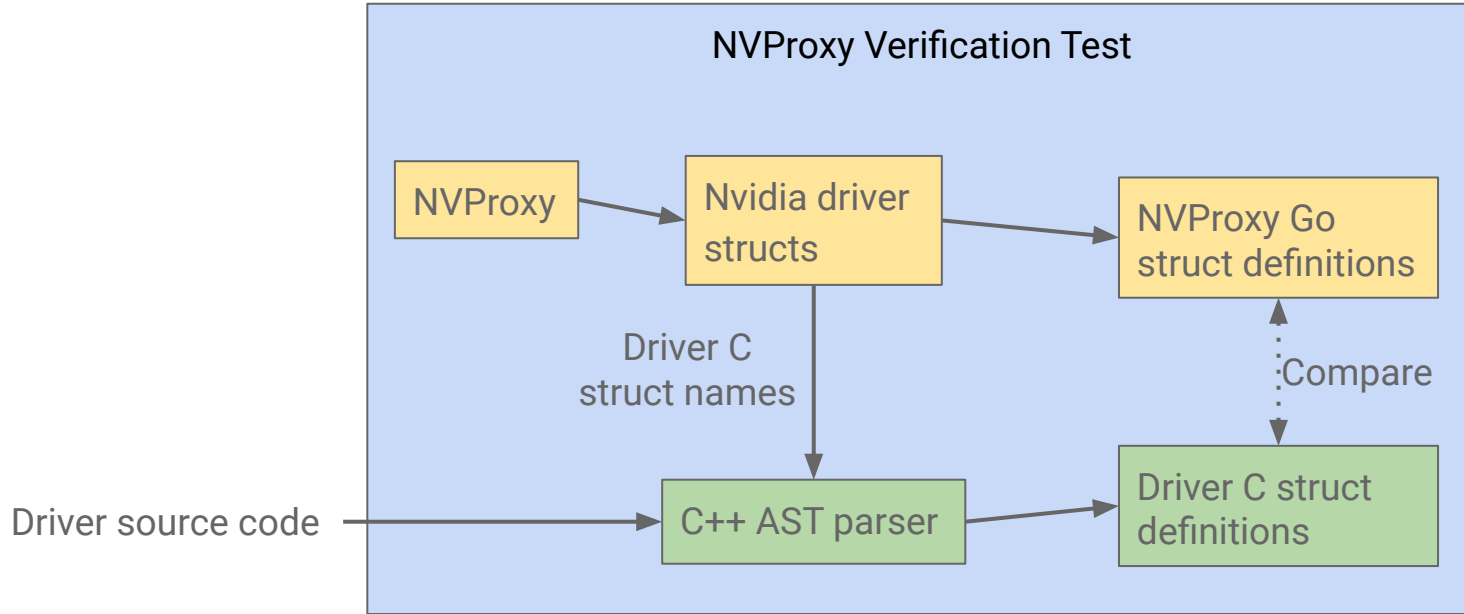 NVProxy Verification Test
NVProxy
Nvidia driver
structs
NVProxy Go
struct definitions
Driver C
struct names
Compare
Driver source code
C++ AST parser
Driver C struct
definitions